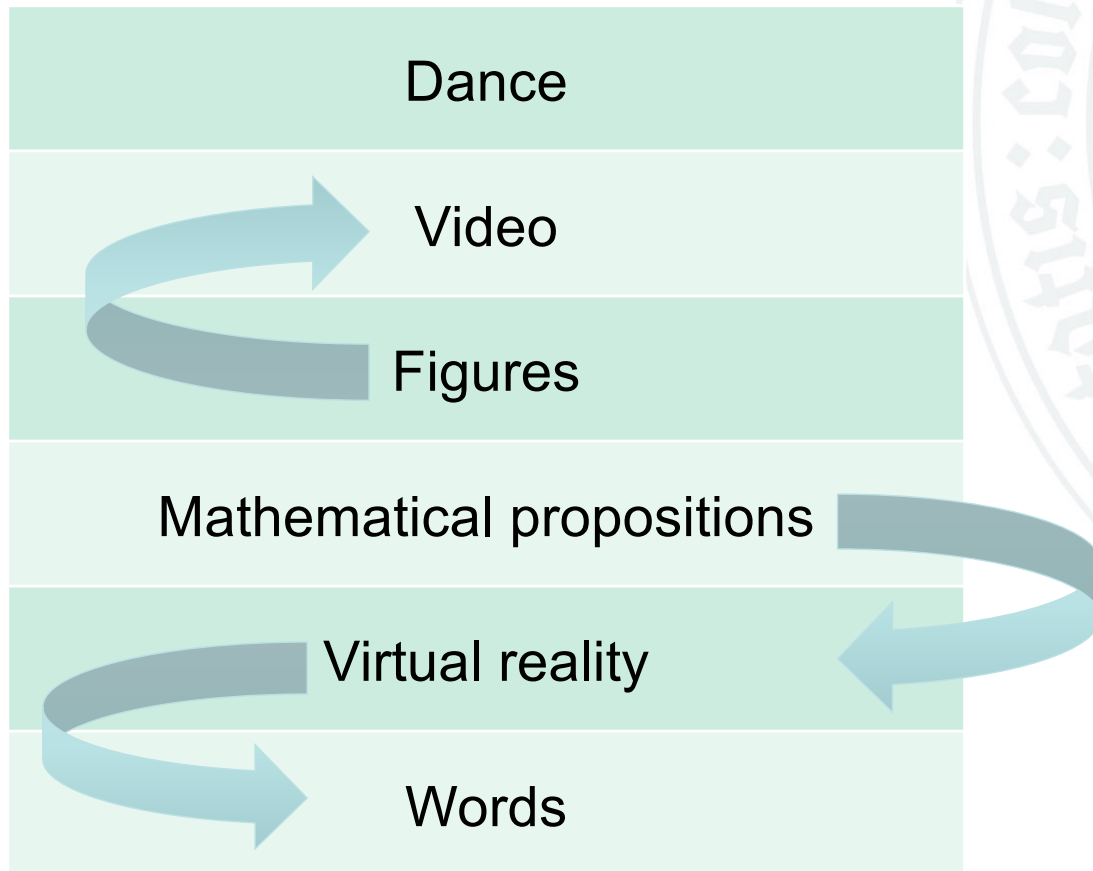 Dance
Video
Figures
Mathematical propositions
Virtual reality
Words